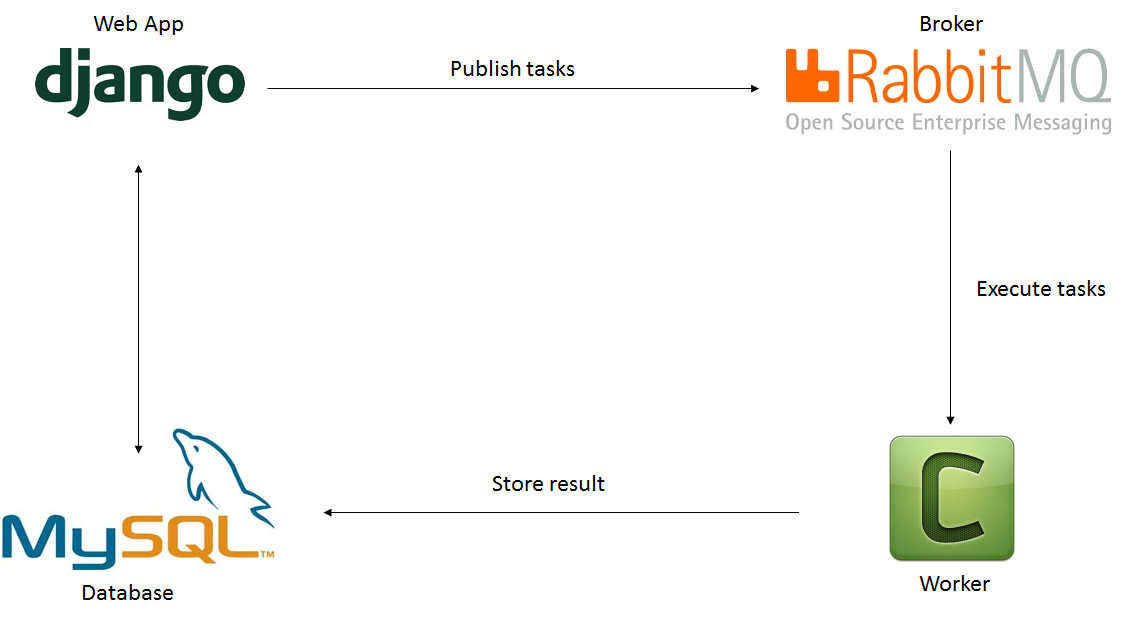 Web App
Broker
django
Publish tasks
RabbitMQ
Open Source Enterprise Messaging
Execute tasks
Store result
C
MySQL™
Worker
Database